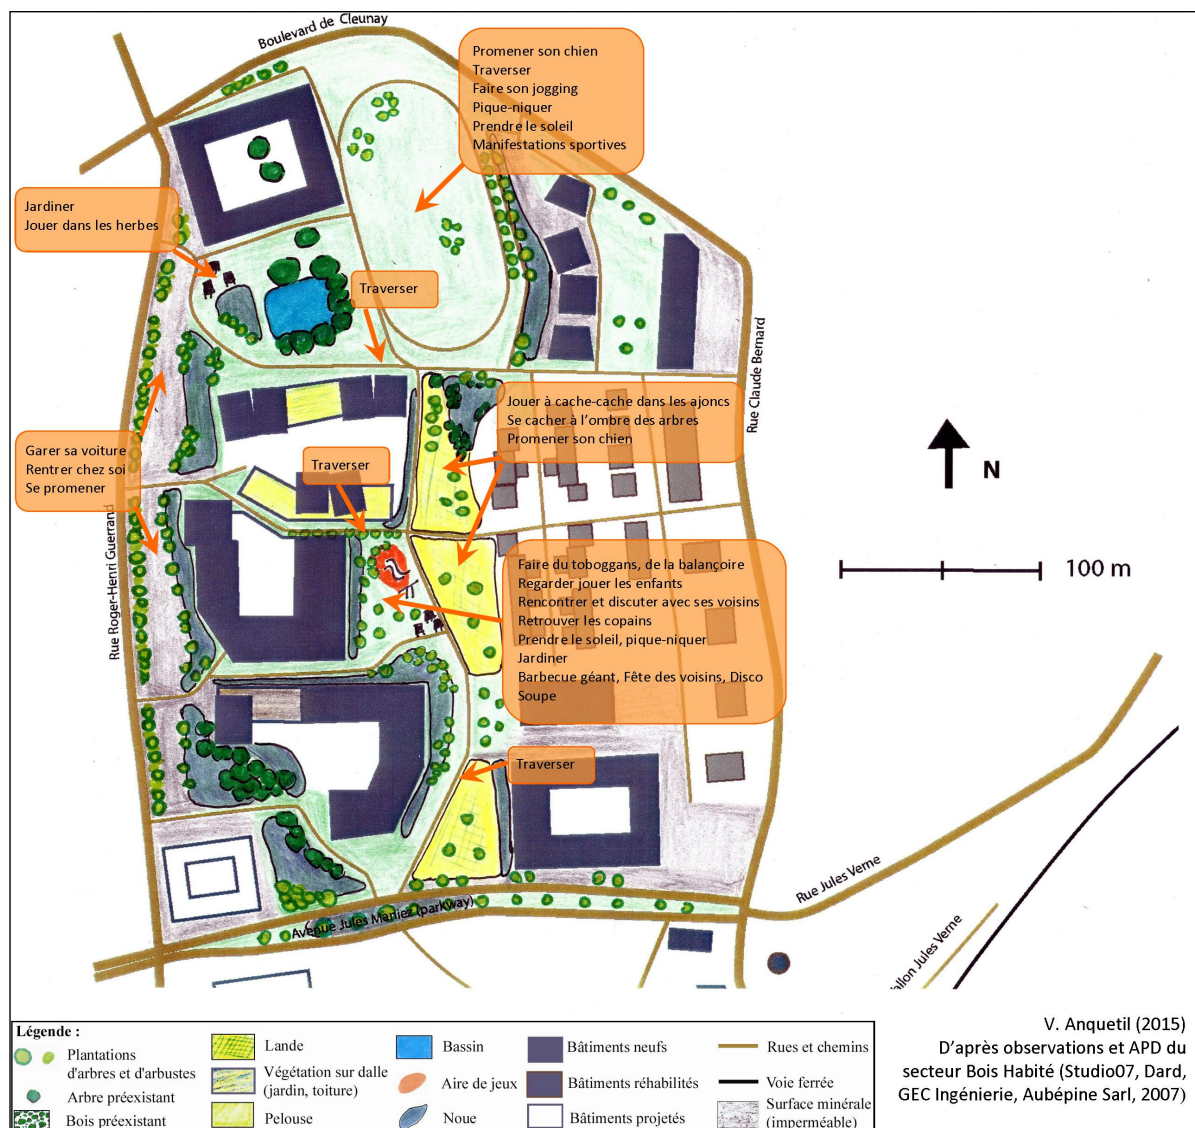 Boulevard de Cleunay
Promener son chien
Traverser
Faire son jogging
Pique-niquer
Prendre le soleil
Manifestations sportives
Jardiner
Jouer dans les herbes
Traverser
Rue Claude Bernard
Jouer à cache-cache dans les ajoncs
Se cacher à l'ombre des arbres
Promener son chien
Garer sa voiture
Rentrer chez soi
Se promener
Traverser
N
Rue Roger-Henri Guerrand
100 m
Faire du toboggans, de la balançoire
Regarder jouer les enfants
Rencontrer et discuter avec ses voisins
Retrouver les copains
Prendre le soleil, pique-niquer
Jardiner
Barbecue géant, Fête des voisins, Disco
Soupe
Traverser
Rue Jules Verne
Avenue Jules Maniez (parkway)
allon Jules Verne
V. Anquetil (2015)
D'après observations et APD du
secteur Bois Habité (Studio07, Dard,
GEC Ingénierie, Aubépine Sarl, 2007)
Légende :
Plantations
d'arbres et d'arbustes
Arbre préexistant
Bois préexistant
Lande
Végétation sur dalle
(jardin, toiture)
Pelouse
Bassin
Aire de jeux
Noue
Bâtiments neufs
Bâtiments réhabilités
Bâtiments projetés
Rues et chemins
Voie ferrée
Surface minérale
(imperméable)